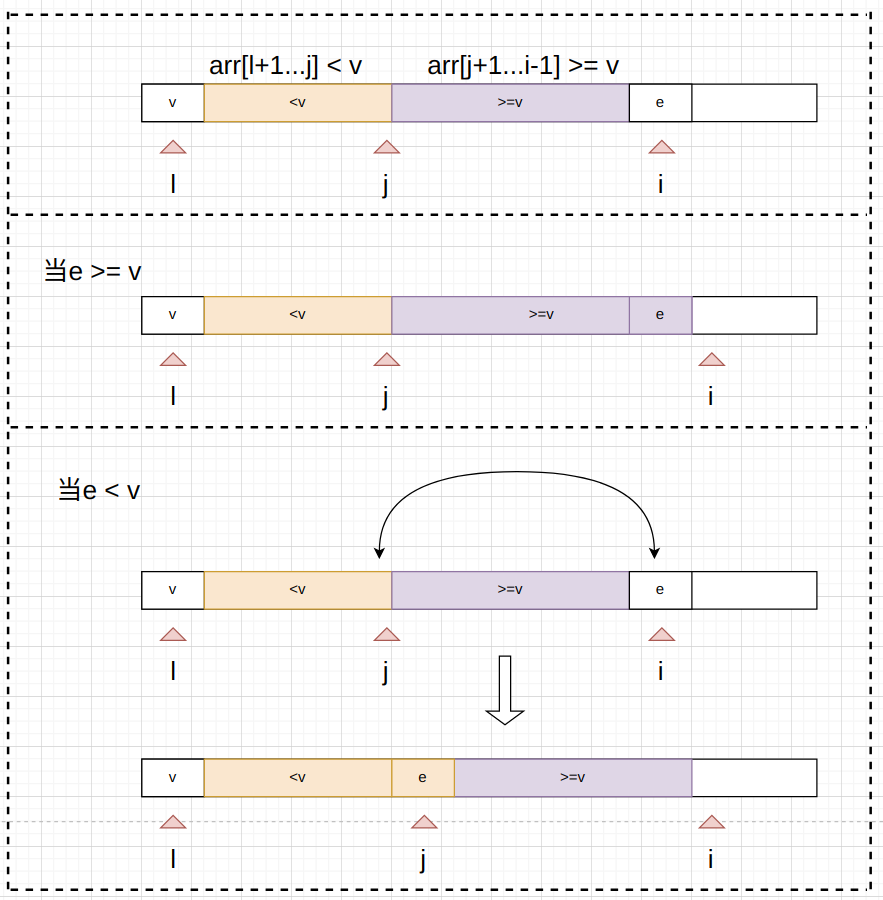 arr[l+1...j] < v arr[j+1...i-1] >= v
v <v >=v e
l j i
当e >= v
v <v >=v e
l j i
当e < v
v <v >=v e
l j i
v <v e >=v
l j i